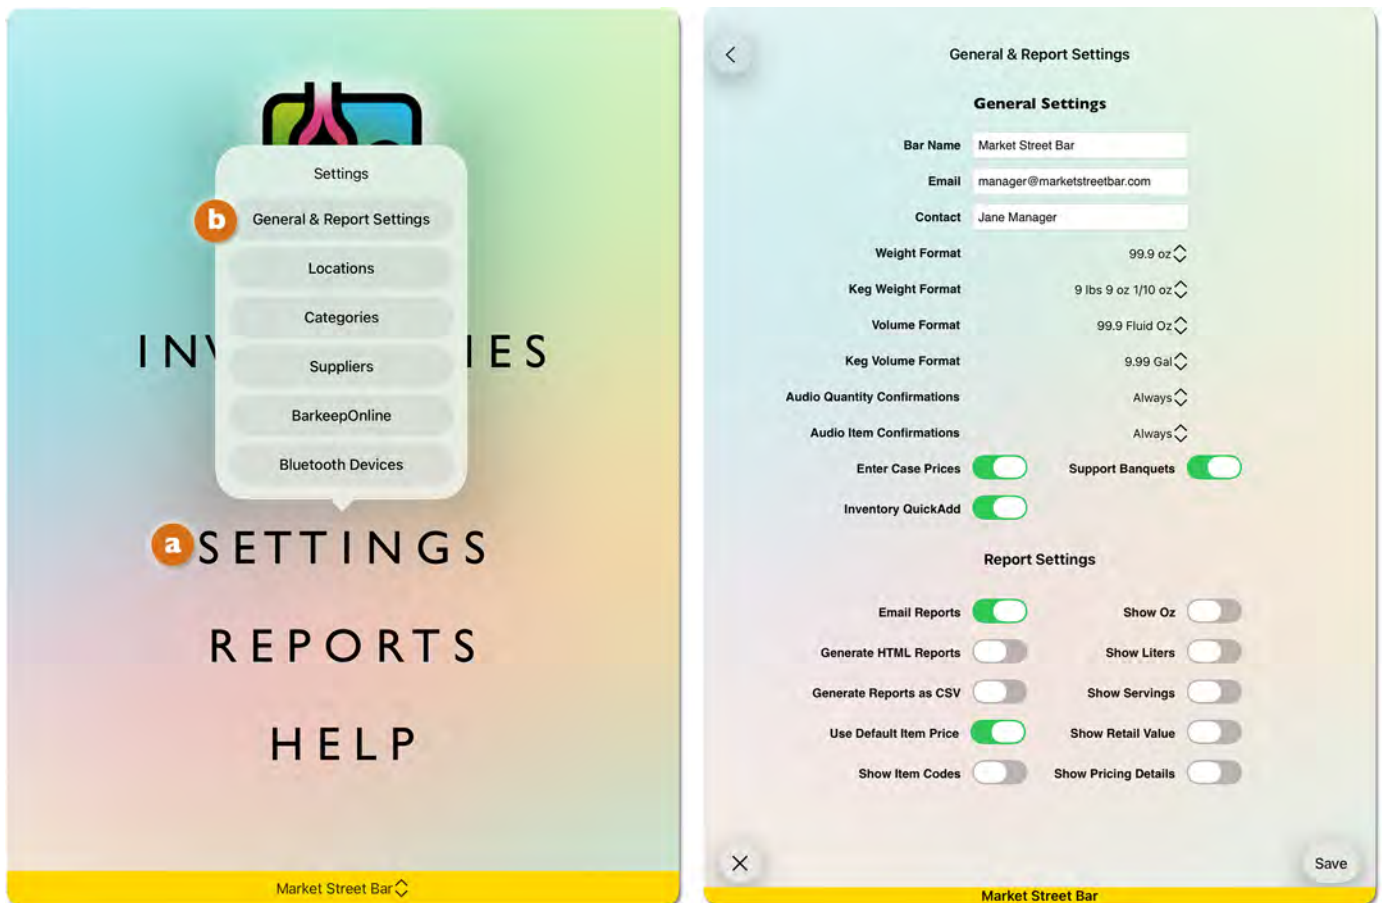 Settings
b General & Report Settings
Locations
Categories
Suppliers
BarkeepOnline
Bluetooth Devices
IN IES
a SETTINGS
REPORTS
HELP
Market Street Bar
General & Report Settings
General Settings
Bar Name Market Street Bar
Email manager@marketstreetbar.com
Contact Jane Manager
Weight Format 99.9 oz
Keg Weight Format 9 lbs 9 oz 1/10 oz
Volume Format 99.9 Fluid Oz
Keg Volume Format 9.99 Gal
Audio Quantity Confirmations Always
Audio Item Confirmations Always
Enter Case Prices Support Banquets
Inventory QuickAdd
Report Settings
Email Reports Show Oz
Generate HTML Reports Show Liters
Generate Reports as CSV Show Servings
Use Default Item Price Show Retail Value
Show Item Codes Show Pricing Details
Save
Market Street Bar